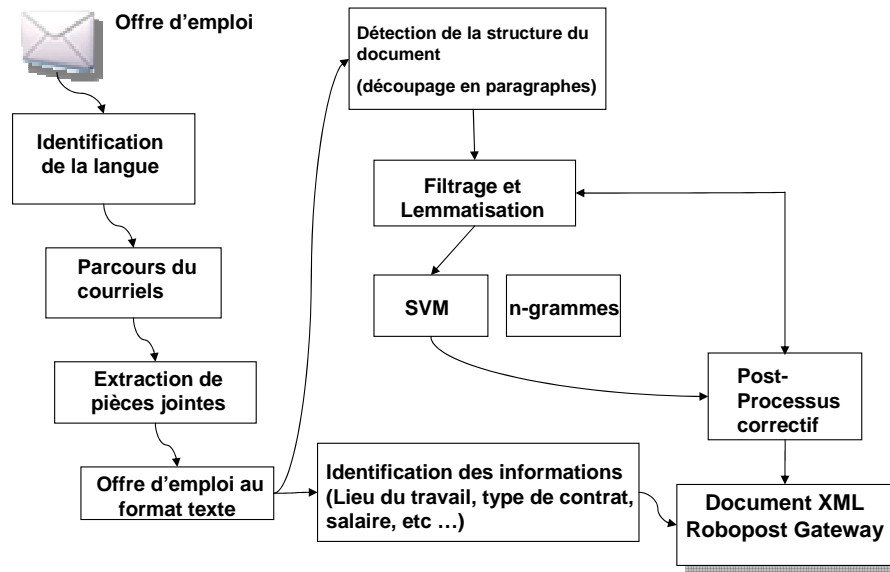 Offre d’emploi
Identification
de la langue
Parcours du
courriels
Extraction de
pièces jointes
Offre d’emploi au
format texte
Détection de la structure du
document
(découpage en paragraphes)
Filtrage et
Lemmatisation
SVM
n-grammes
Post-
Processus
correctif
Identification des informations
(Lieu du travail, type de contrat,
salaire, etc …)
Document XML
Robopost Gateway